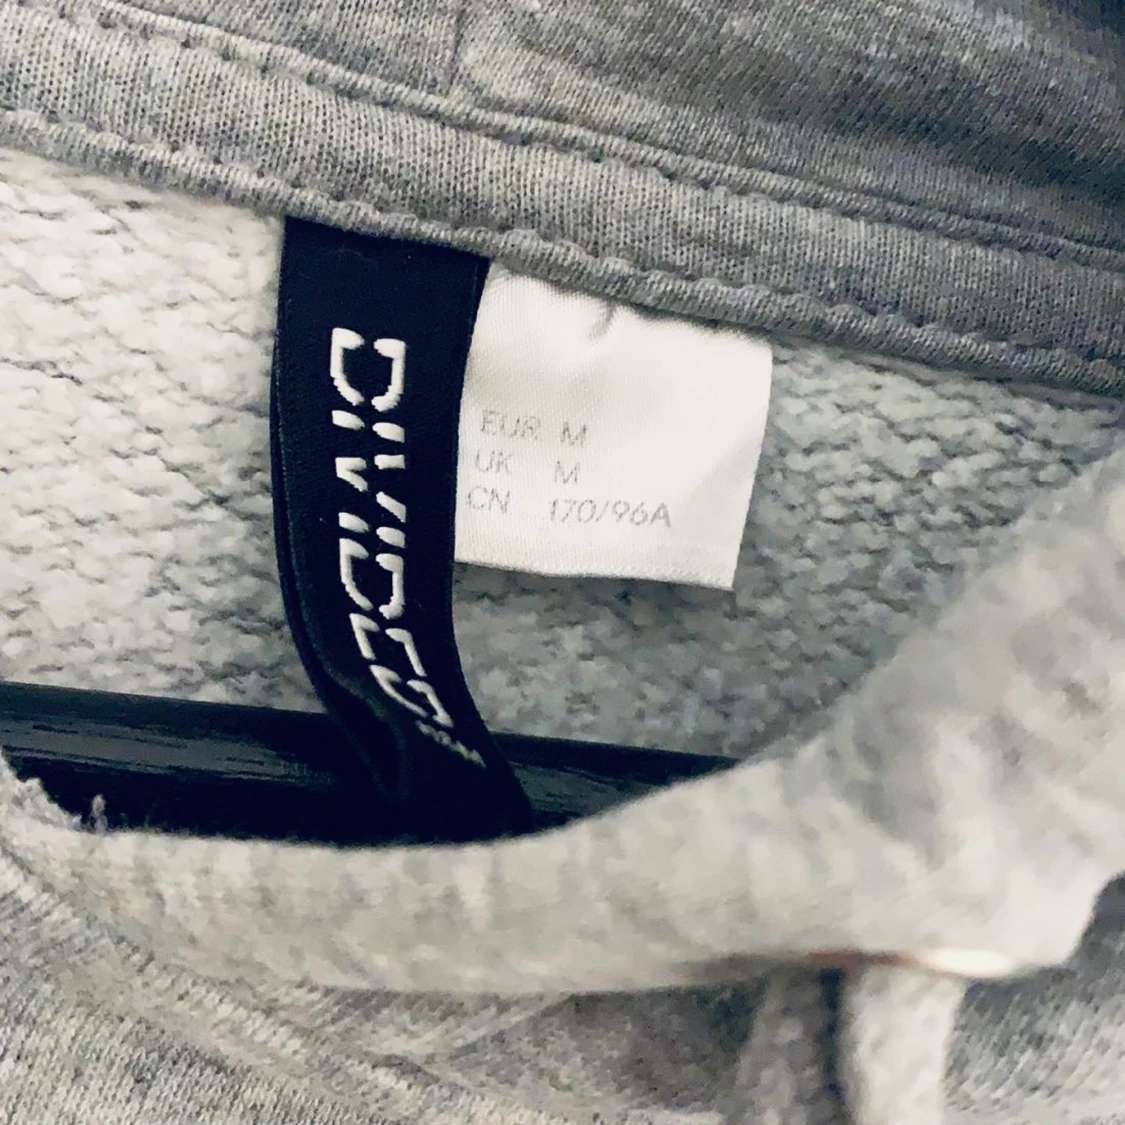 DIVIDED
EUR M
UK M
CN 170/96A